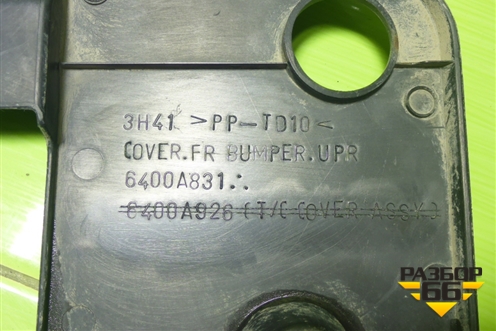 3H41 >PP-TD10<
COVER.FR BUMPER.UPR
6400A831
6400A926 (T/C COVER ASSY)
РАЗБОР
66